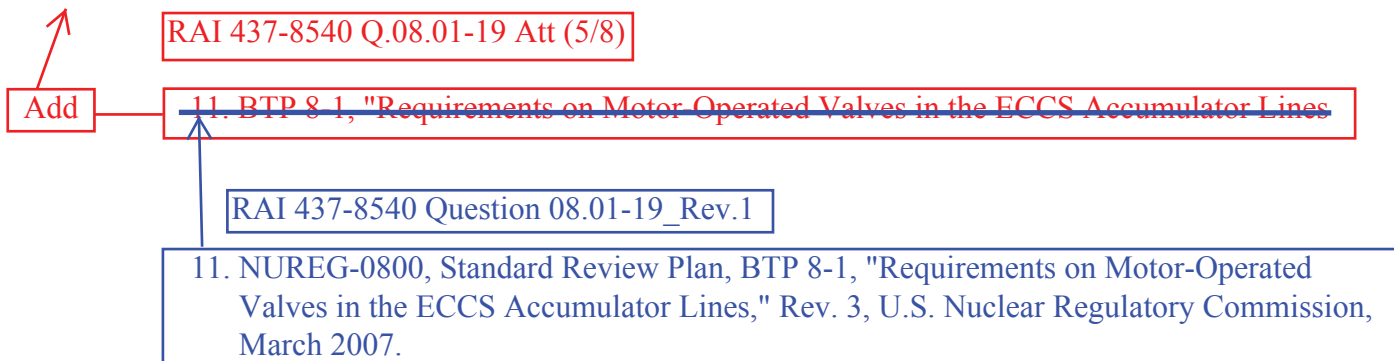 RAI 437-8540 Q.08.01-19 Att (5/8)
Add
11. BTP 8-1, "Requirements on Motor-Operated Valves in the ECCS Accumulator Lines
RAI 437-8540 Question 08.01-19_Rev.1
11. NUREG-0800, Standard Review Plan, BTP 8-1, "Requirements on Motor-Operated
Valves in the ECCS Accumulator Lines," Rev. 3, U.S. Nuclear Regulatory Commission,
March 2007.